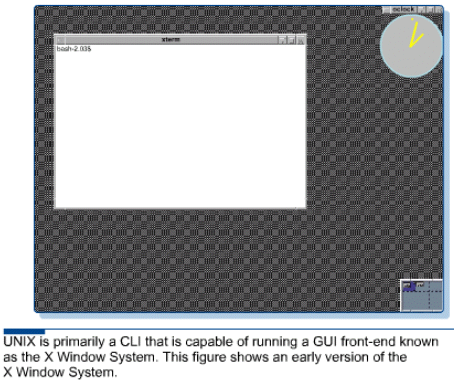 xterm
oclock
bash-2.03$
UNIX is primarily a CLI that is capable of running a GUI front-end known
as the X Window System. This figure shows an early version of the
X Window System.